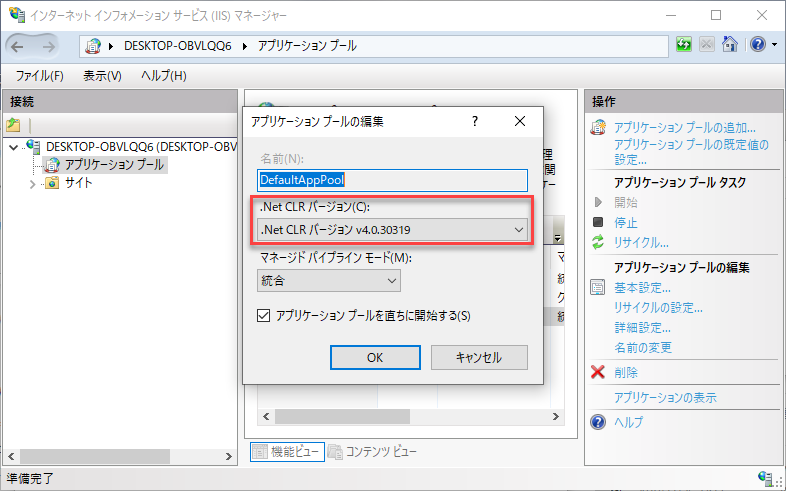 インターネット インフォメーション サービス (IIS) マネージャー
DESKTOP-OBVLQQ6 アプリケーション プール
ファイル(F) 表示(V) ヘルプ(H)
接続
DESKTOP-OBVLQQ6 (DESKTOP-OBV
アプリケーション プール
サイト
アプリケーション プールの編集
名前(N):
DefaultAppPool
.Net CLR バージョン(C):
.Net CLR バージョン v4.0.30319
マネージド パイプライン モード(M):
統合
アプリケーション プールを直ちに開始する(S)
OK
キャンセル
機能ビュー
コンテンツ ビュー
操作
アプリケーション プールの追加...
アプリケーション プールの既定値の
設定...
アプリケーション プール タスク
開始
停止
リサイクル...
アプリケーション プールの編集
基本設定...
リサイクルの設定...
詳細設定...
名前の変更
削除
アプリケーションの表示
ヘルプ
準備完了